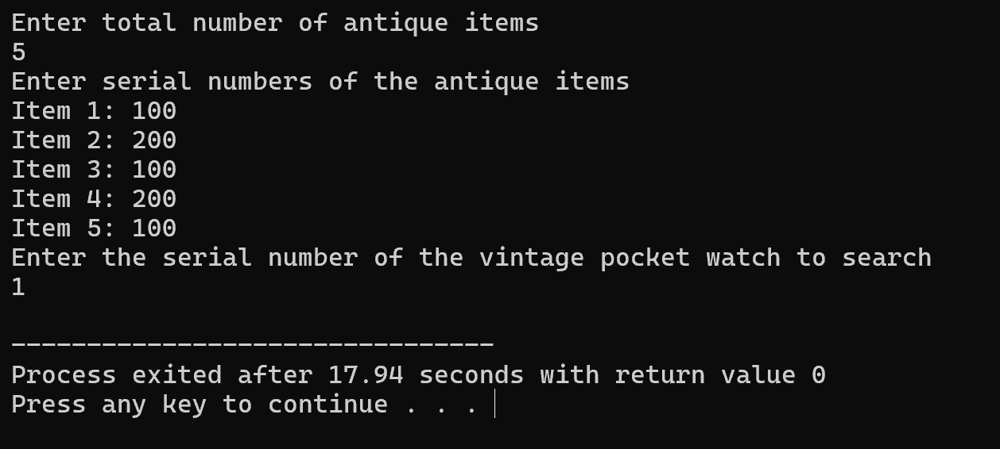 Enter total number of antique items
5
Enter serial numbers of the antique items
Item 1: 100
Item 2: 200
Item 3: 100
Item 4: 200
Item 5: 100
Enter the serial number of the vintage pocket watch to search
1
--------------------------------
Process exited after 17.94 seconds with return value 0
Press any key to continue . . .